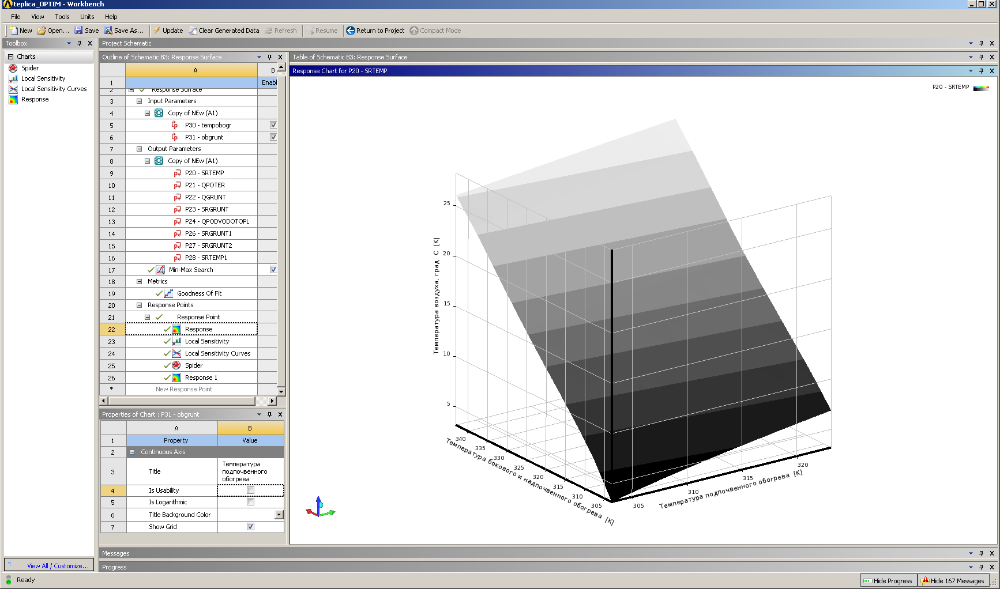 teplica_OPTIM - Workbench
File View Tools Units Help
New Open... Save Save As... Update Clear Generated Data Refresh Resume Return to Project Compact Mode
Toolbox
Charts
Spider
Local Sensitivity
Local Sensitivity Curves
Response
View All / Customize...
Project Schematic
Outline of Schematic B3: Response Surface
A B
1 Enabl
2 Response Surface
3 Input Parameters
4 Copy of NEw (A1)
5 P30 - tempobogr
6 P31 - obgrunt
7 Output Parameters
8 Copy of NEw (A1)
9 P20 - SRTEMP
10 P21 - QPOTER
11 P22 - QGRUNT
12 P23 - SRGRUNT
13 P24 - QPODVODOTOPL
14 P26 - SRGRUNT1
15 P27 - SRGRUNT2
16 P28 - SRTEMP1
17 Min-Max Search
18 Metrics
19 Goodness Of Fit
20 Response Points
21 Response Point
22 Response
23 Local Sensitivity
24 Local Sensitivity Curves
25 Spider
26 Response 1
* New Response Point
Properties of Chart : P31 - obgrunt
A B
1 Property Value
2 Continuous Axis
3 Title Температура подпочвенного обогрева
4 Is Usability
5 Is Logarithmic
6 Title Background Color
7 Show Grid
Table of Schematic B3: Response Surface
Response Chart for P20 - SRTEMP
P20 - SRTEMP
Температура воздуха, град. С [K]
25
20
15
10
5
340 335 330 325 320 315 310 305
Температура бокового и надпочвенного обогрева [K]
305 310 315 320
Температура подпочвенного обогрева [K]
Messages
Progress
Ready
Hide Progress Hide 167 Messages